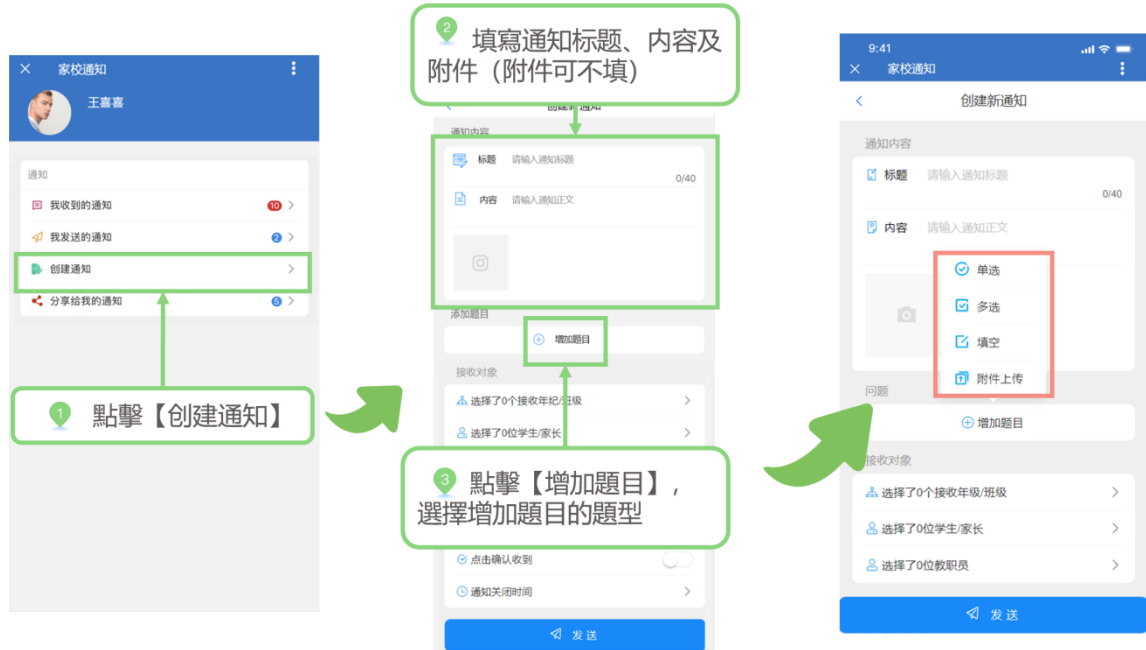 家校通知
王喜喜
通知
我收到的通知
10
我发送的通知
2
创建通知
分享给我的通知
5
1 點擊【创建通知】
2 填寫通知标题、内容及
附件（附件可不填）
创建新通知
通知内容
标题 请输入通知标题
0/40
内容 请输入通知正文
添加题目
增加题目
接收对象
选择了0个接收年纪/班级
选择了0位学生/家长
3 點擊【增加題目】,
選擇增加題目的題型
点击确认收到
通知关闭时间
发送
9:41
家校通知
创建新通知
通知内容
标题 请输入通知标题
0/40
内容 请输入通知正文
单选
多选
填空
附件上传
问题
增加题目
接收对象
选择了0个接收年级/班级
选择了0位学生/家长
选择了0位教职员
发送